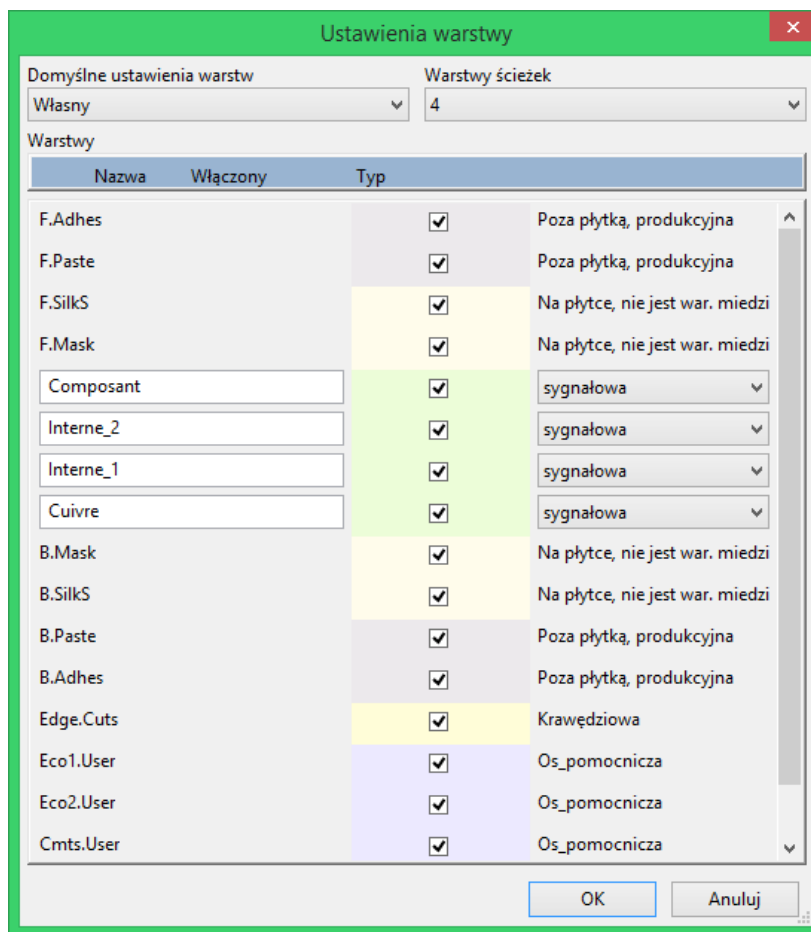 Ustawienia warstwy
Domyślne ustawienia warstw Warstwy ścieżek
Własny 4
Warstwy
Nazwa Włączony Typ
F.Adhes Poza płytką, produkcyjna
F.Paste Poza płytką, produkcyjna
F.SilkS Na płytce, nie jest war. miedzi
F.Mask Na płytce, nie jest war. miedzi
Composant sygnałowa
Interne_2 sygnałowa
Interne_1 sygnałowa
Cuivre sygnałowa
B.Mask Na płytce, nie jest war. miedzi
B.SilkS Na płytce, nie jest war. miedzi
B.Paste Poza płytką, produkcyjna
B.Adhes Poza płytką, produkcyjna
Edge.Cuts Krawędziowa
Eco1.User Os_pomocnicza
Eco2.User Os_pomocnicza
Cmts.User Os_pomocnicza
OK Anuluj